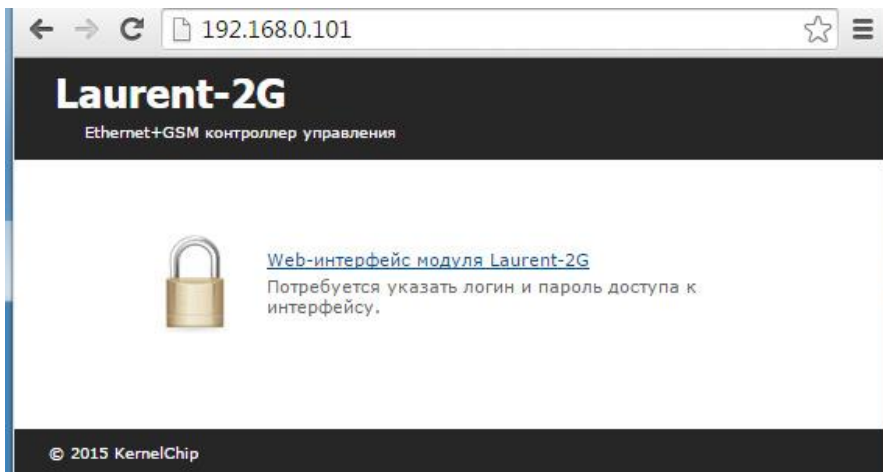 192.168.0.101
Laurent-2G
Ethernet+GSM контроллер управления
Web-интерфейс модуля Laurent-2G
Потребуется указать логин и пароль доступа к
интерфейсу.
© 2015 KernelChip